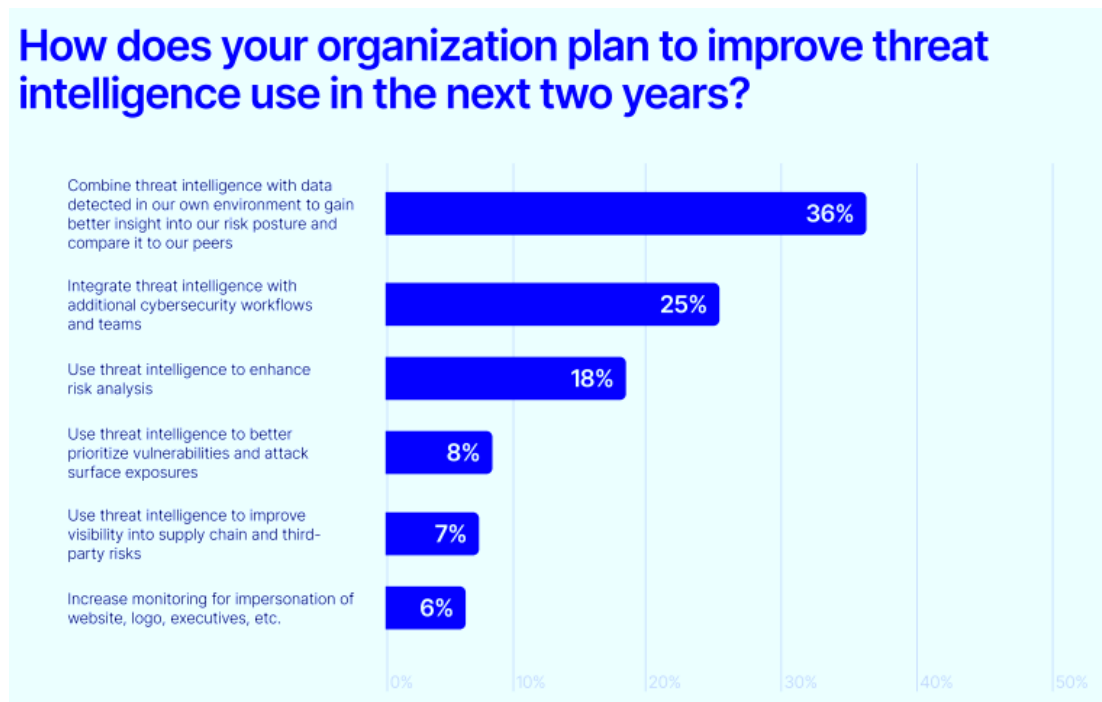 How does your organization plan to improve threat
intelligence use in the next two years?
Combine threat intelligence with data
detected in our own environment to gain
better insight into our risk posture and
compare it to our peers
36%
Integrate threat intelligence with
additional cybersecurity workflows
and teams
25%
Use threat intelligence to enhance
risk analysis
18%
Use threat intelligence to better
prioritize vulnerabilities and attack
surface exposures
8%
Use threat intelligence to improve
visibility into supply chain and third-
party risks
7%
Increase monitoring for impersonation of
website, logo, executives, etc.
6%
0% 10% 20% 30% 40% 50%